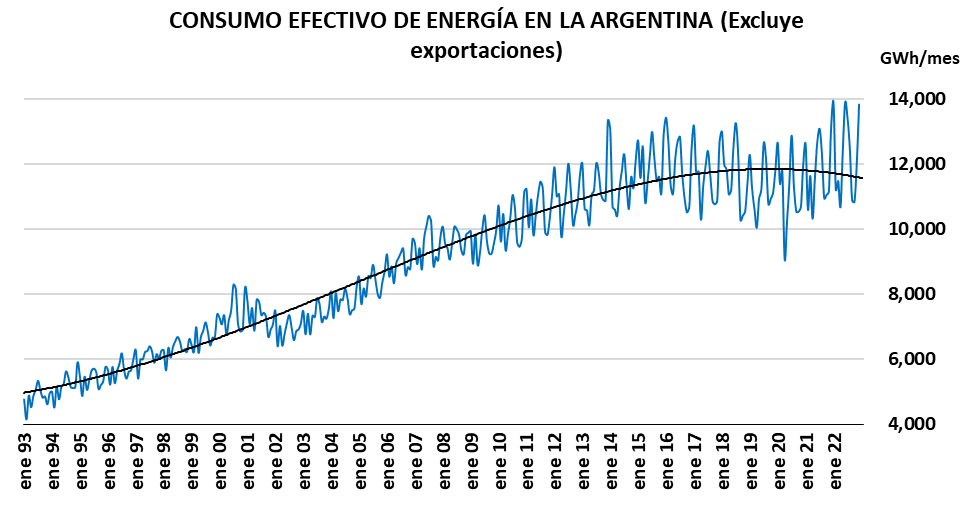 CONSUMO EFECTIVO DE ENERGÍA EN LA ARGENTINA (Excluye
exportaciones)
GWh/mes
14,000
12,000
10,000
8,000
6,000
4,000
ene 93
ene 94
ene 95
ene 96
ene 97
ene 98
ene 99
ene 00
ene 01
ene 02
ene 03
ene 04
ene 05
ene 06
ene 07
ene 08
ene 09
ene 10
ene 11
ene 12
ene 13
ene 14
ene 15
ene 16
ene 17
ene 18
ene 19
ene 20
ene 21
ene 22